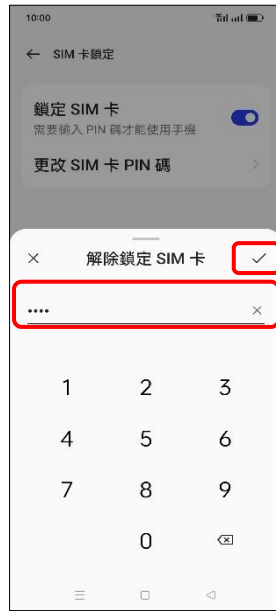 10:00
SIM 卡鎖定
鎖定 SIM 卡
需要輸入 PIN 碼才能使用手機
更改 SIM 卡 PIN 碼
解除鎖定 SIM 卡
••••
1 2 3
4 5 6
7 8 9
0